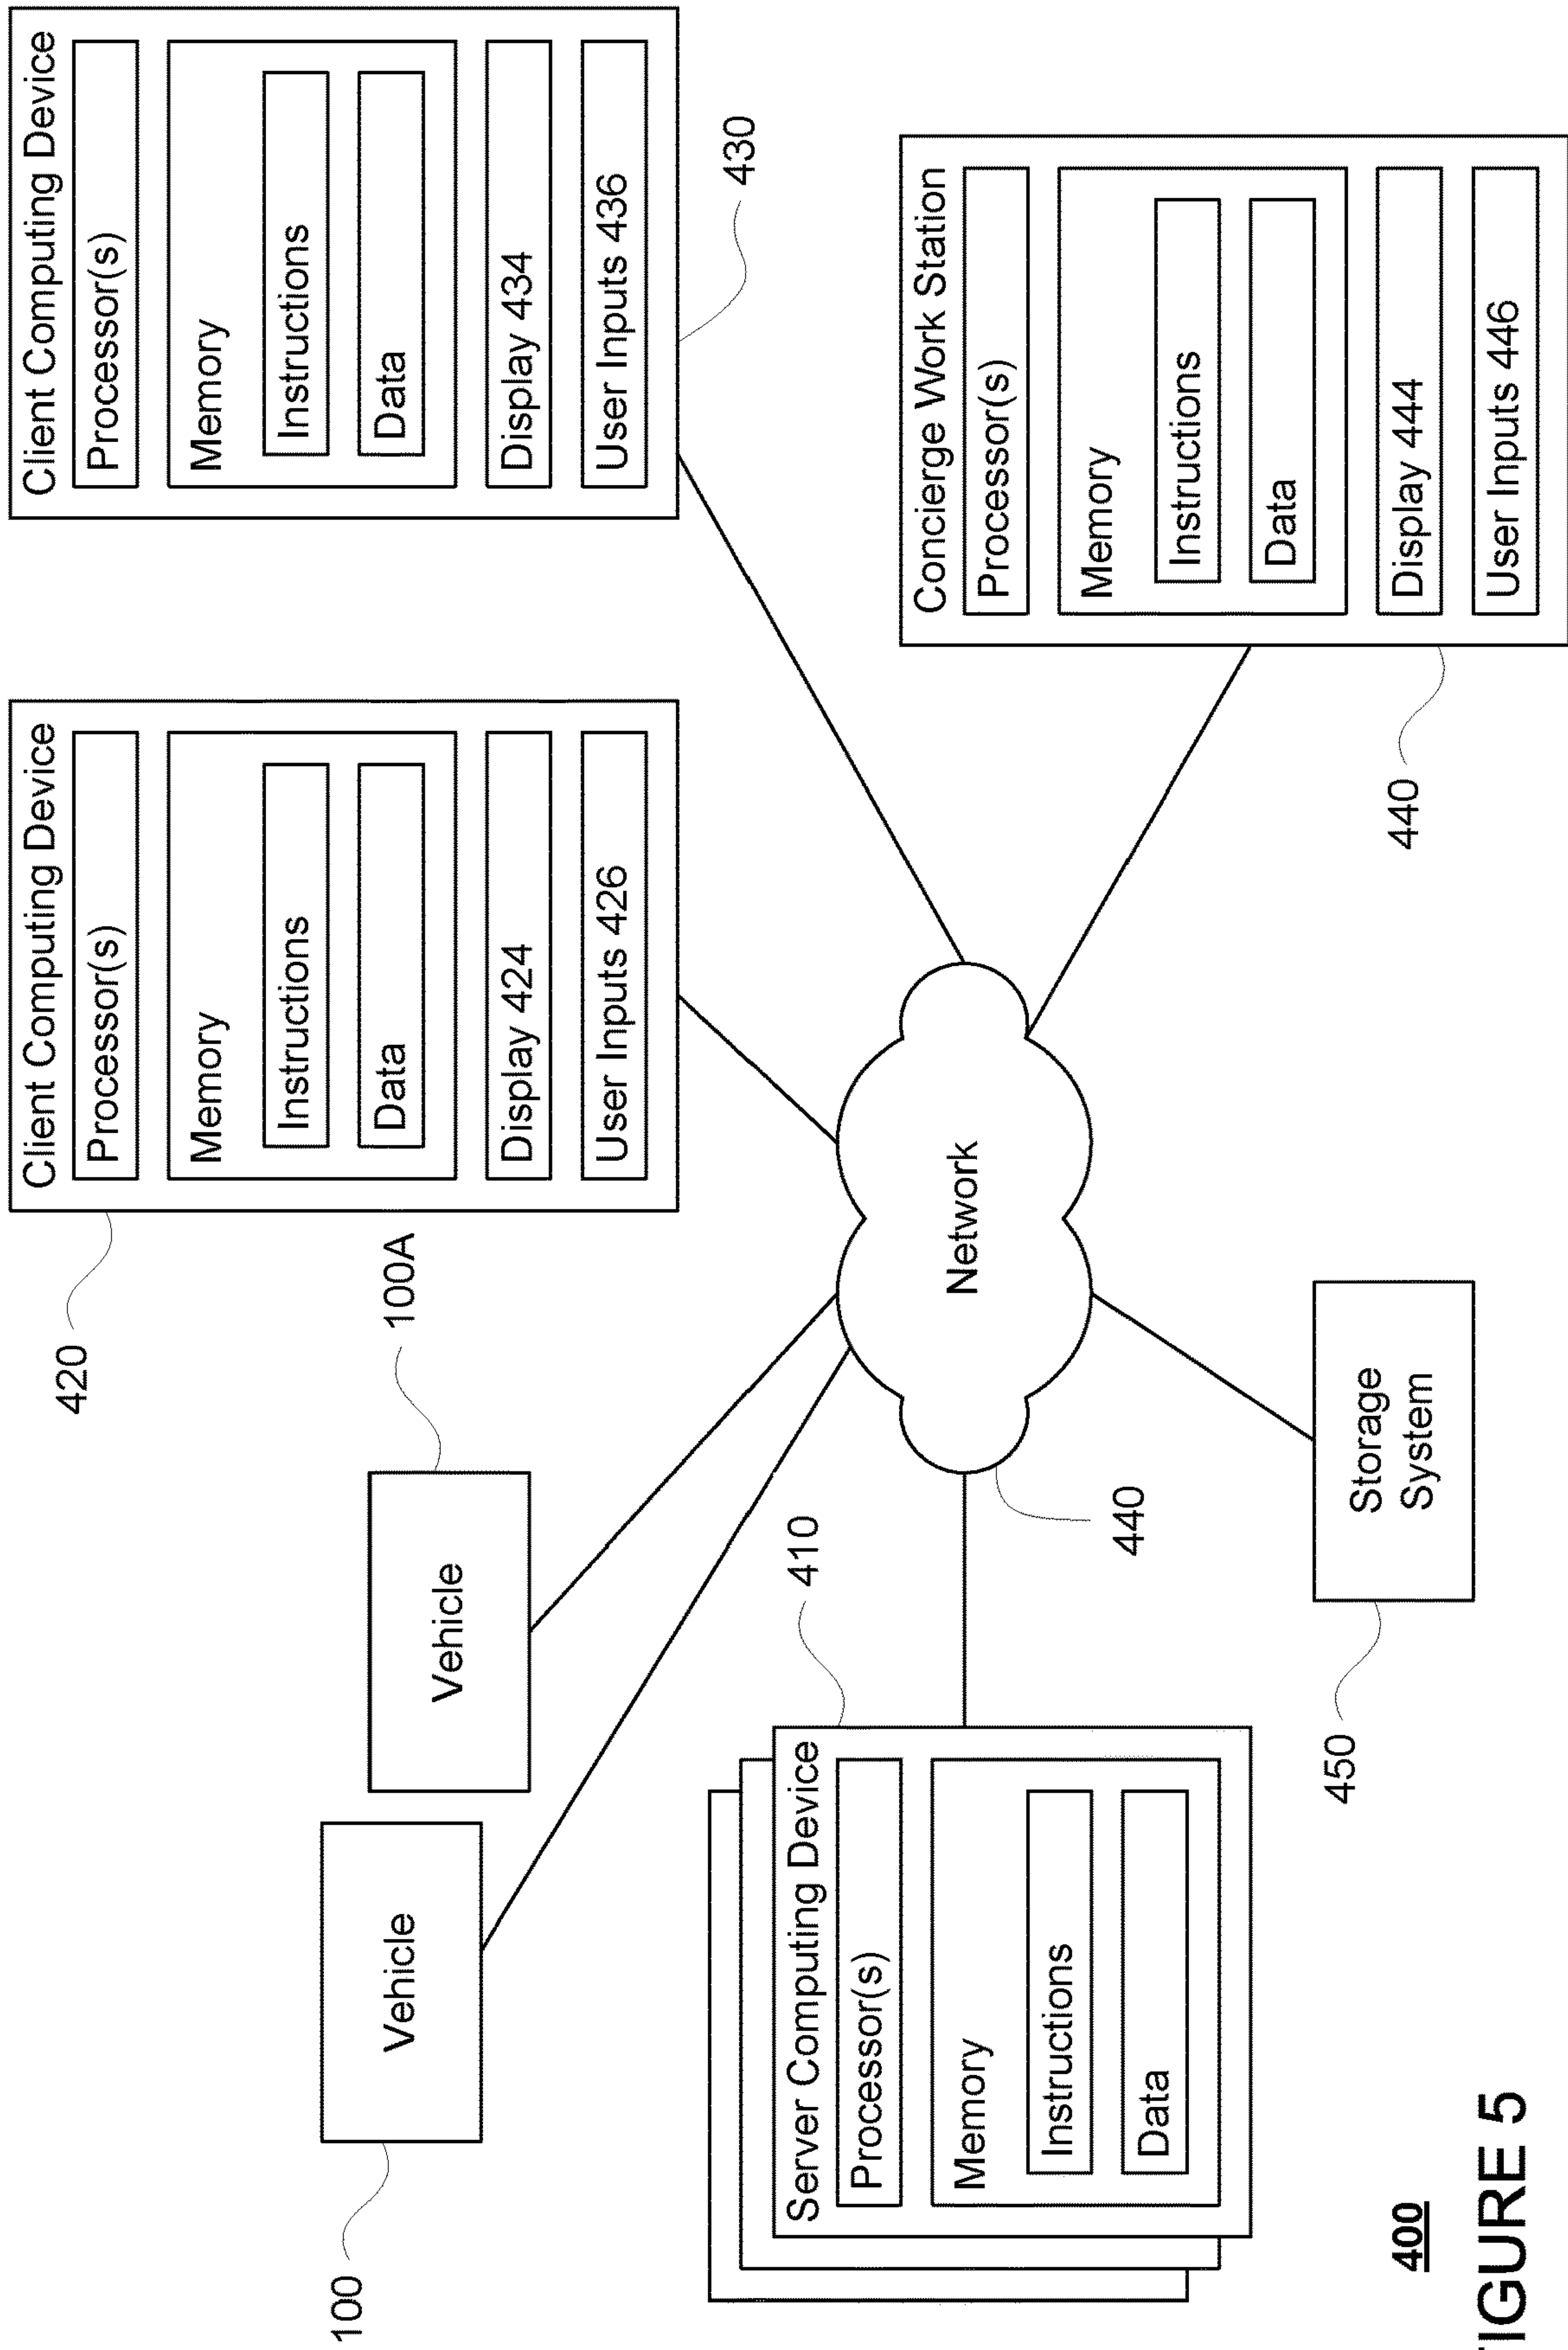 Client Computing Device
Processor(s)
Memory
Instructions
Data
Display 424
User Inputs 426
420
Client Computing Device
Processor(s)
Memory
Instructions
Data
Display 434
User Inputs 436
430
100
Vehicle
Vehicle
100A
Server Computing Device
Processor(s)
Memory
Instructions
Data
410
Network
440
Concierge Work Station
Processor(s)
Memory
Instructions
Data
Display 444
User Inputs 446
440
Storage
System
450
400
FIGURE 5